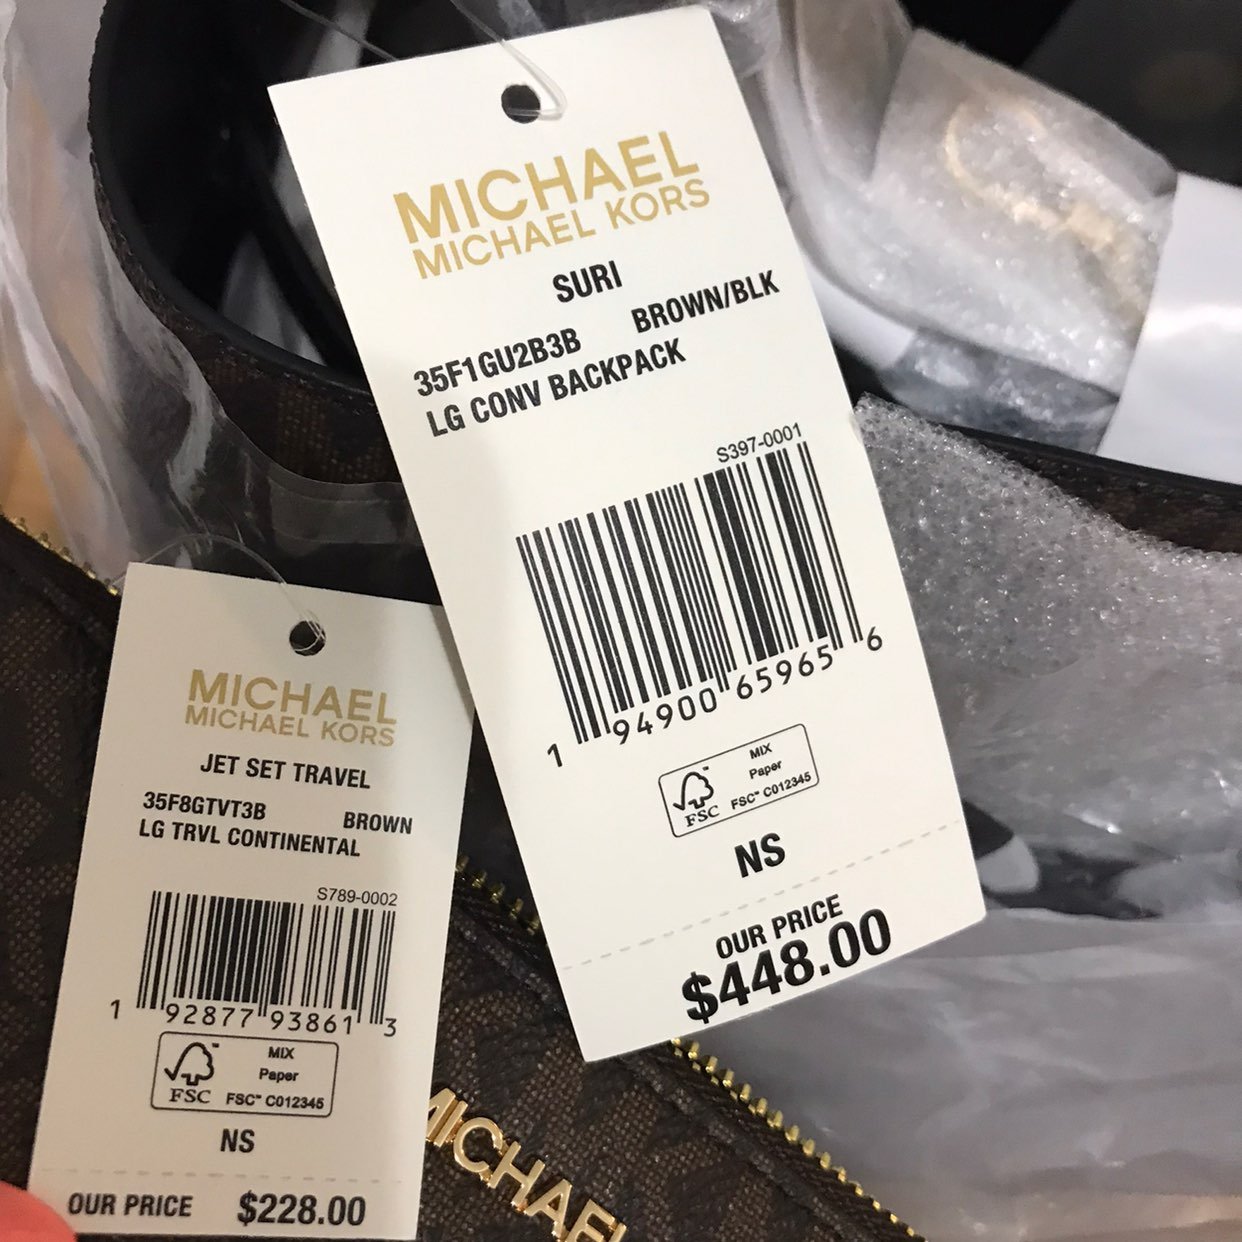 MICHAEL
MICHAEL KORS
SURI
35F1GU2B3B BROWN/BLK
LG CONV BACKPACK
S397-0001
1 94900 65965 6
FSC™
MIX
Paper
FSC™ C012345
NS
OUR PRICE
$448.00
MICHAEL
MICHAEL KORS
JET SET TRAVEL
35F8GTVT3B BROWN
LG TRVL CONTINENTAL
S789-0002
1 92877 93861 3
FSC™
MIX
Paper
FSC™ C012345
NS
OUR PRICE $228.00
MICHAEL